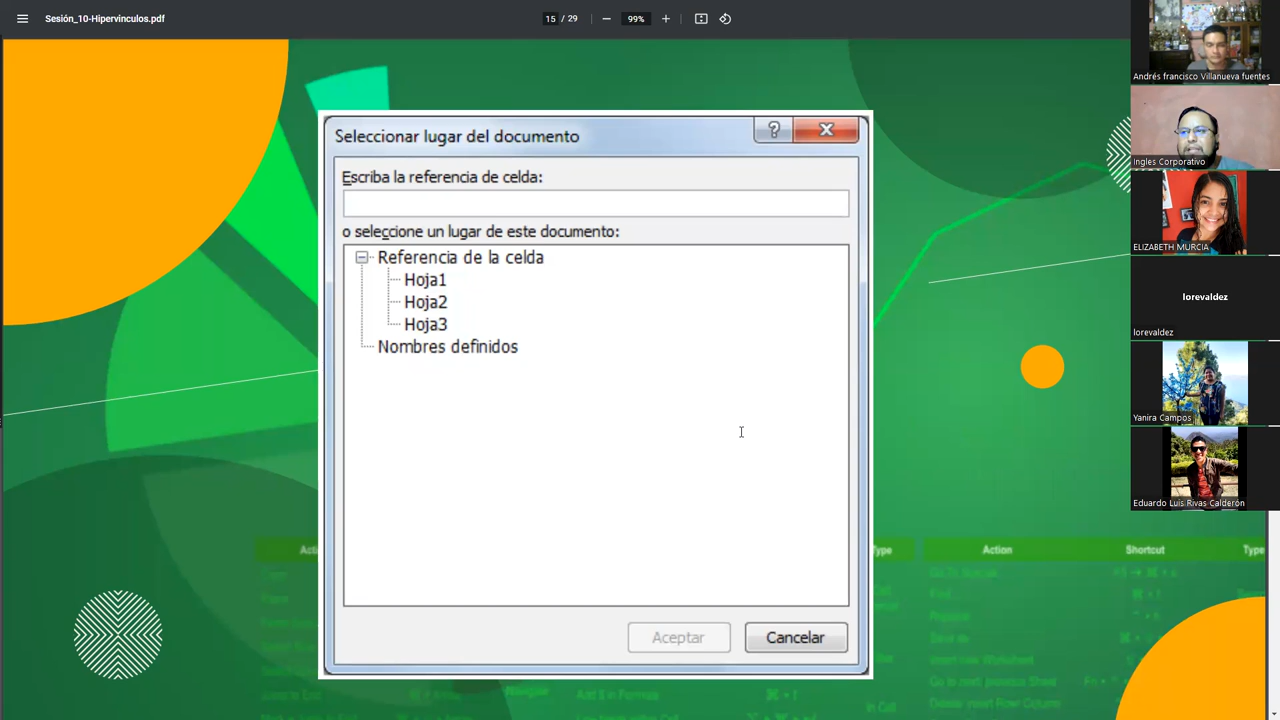 Sesión_10-Hipervinculos.pdf
15 / 29
99%
Seleccionar lugar del documento
Escriba la referencia de celda:
o seleccione un lugar de este documento:
Referencia de la celda
Hoja1
Hoja2
Hoja3
Nombres definidos
Aceptar
Cancelar
Andrés francisco Villanueva fuentes
Ingles Corporativo
ELIZABETH MURCIA
lorevaldez
lorevaldez
Yanira Campos
Eduardo Luis Rivas Calderón
Type
Action
Shortcut
Type